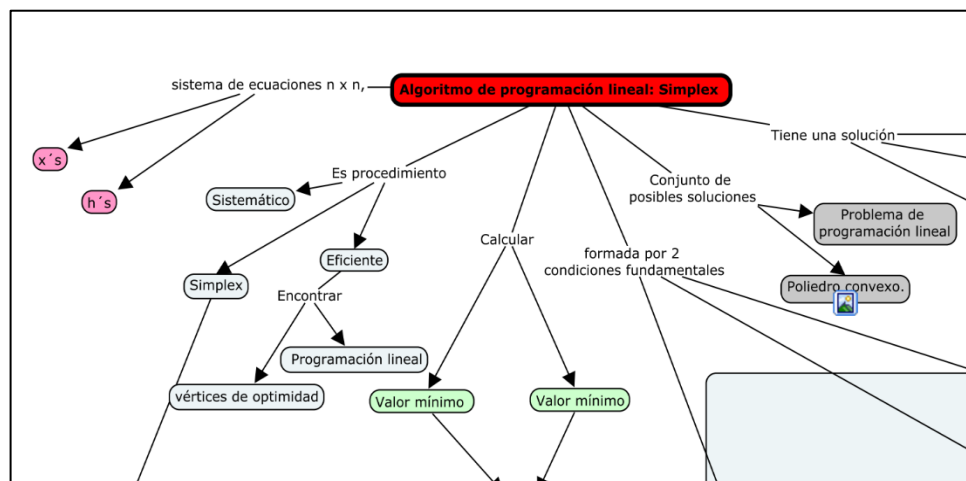 sistema de ecuaciones n x n,
Algoritmo de programación lineal: Simplex
Tiene una solución
x´s
h´s
Es procedimiento
Sistemático
Conjunto de
posibles soluciones
Problema de
programación lineal
Calcular
formada por 2
condiciones fundamentales
Eficiente
Simplex
Poliedro convexo.
Encontrar
Programación lineal
vértices de optimidad
Valor mínimo
Valor mínimo